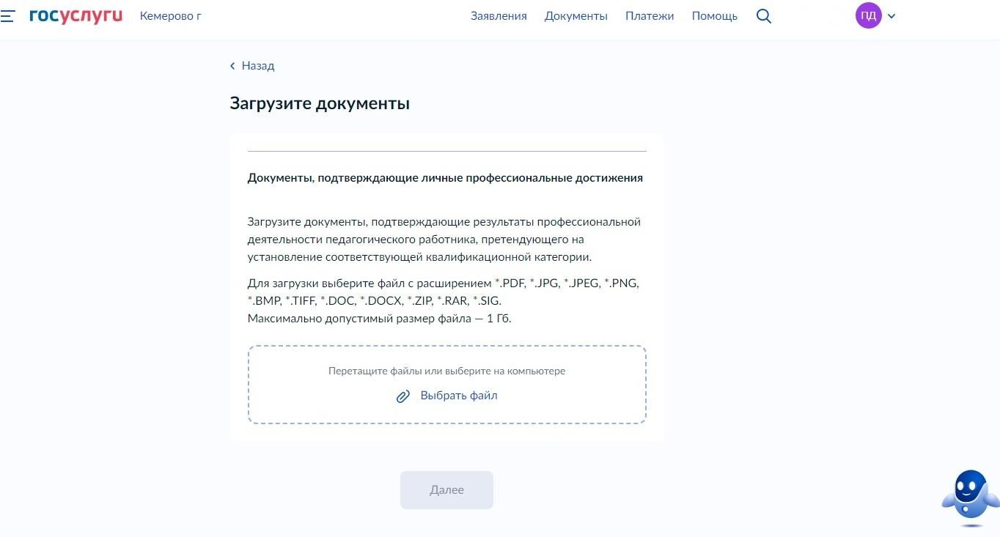 госуслуги Кемерово г Заявления Документы Платежи Помощь ПД
Назад
Загрузите документы
Документы, подтверждающие личные профессиональные достижения
Загрузите документы, подтверждающие результаты профессиональной
деятельности педагогического работника, претендующего на
установление соответствующей квалификационной категории.
Для загрузки выберите файл с расширением *.PDF, *.JPG, *.JPEG, *.PNG,
*.BMP, *.TIFF, *.DOC, *.DOCX, *.ZIP, *.RAR, *.SIG.
Максимально допустимый размер файла — 1 Гб.
Перетащите файлы или выберите на компьютере
Выбрать файл
Далее